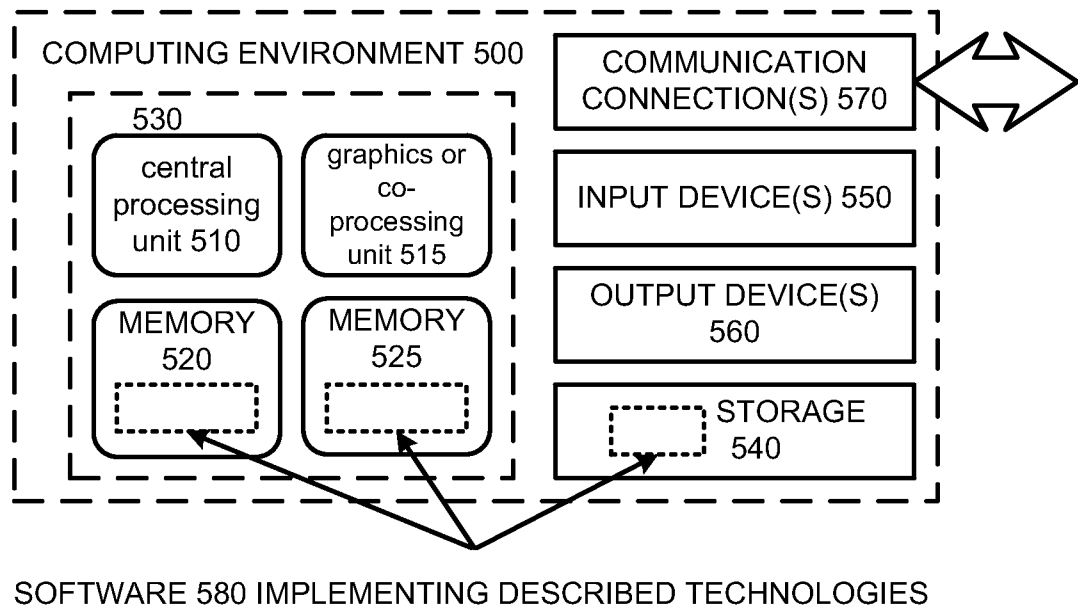 COMPUTING ENVIRONMENT 500
530
central
processing
unit 510
graphics or
co-
processing
unit 515
MEMORY
520
MEMORY
525
COMMUNICATION
CONNECTION(S) 570
INPUT DEVICE(S) 550
OUTPUT DEVICE(S)
560
STORAGE
540
SOFTWARE 580 IMPLEMENTING DESCRIBED TECHNOLOGIES